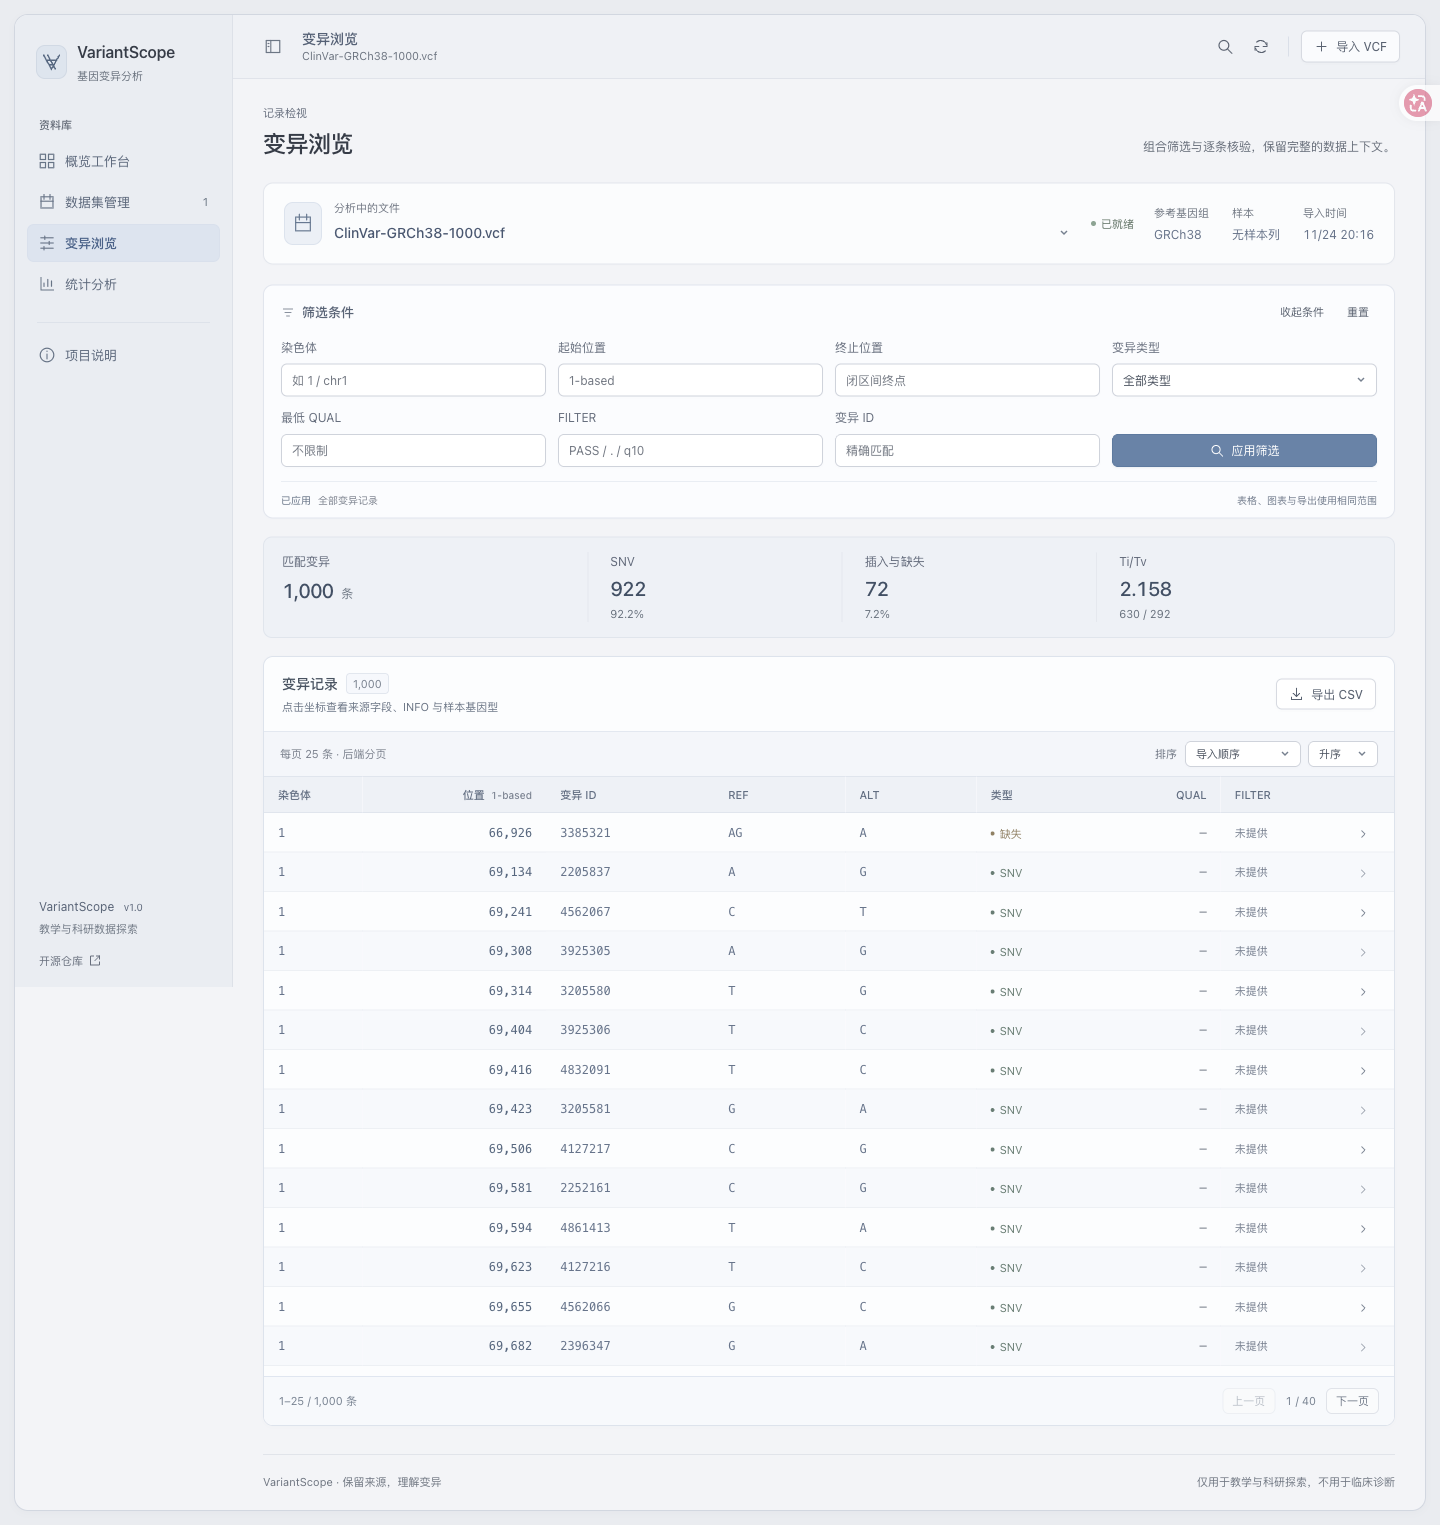 VariantScope
基因变异分析
资料库
概览工作台
数据集管理 1
变异浏览
统计分析
项目说明
VariantScope v1.0
教学与科研数据探索
开源仓库
变异浏览
ClinVar-GRCh38-1000.vcf
导入 VCF
记录检视
变异浏览
组合筛选与逐条核验，保留完整的数据上下文。
分析中的文件
ClinVar-GRCh38-1000.vcf
已就绪
参考基因组 样本 导入时间
GRCh38 无样本列 11/24 20:16
筛选条件 收起条件 重置
染色体 起始位置 终止位置 变异类型
如 1 / chr1 1-based 闭区间终点 全部类型
最低 QUAL FILTER 变异 ID
不限制 PASS / . / q10 精确匹配 应用筛选
已应用 全部变异记录 表格、图表与导出使用相同范围
匹配变异 SNV 插入与缺失 Ti/Tv
1,000 条 922 72 2.158
92.2% 7.2% 630 / 292
变异记录 1,000
点击坐标查看来源字段、INFO 与样本基因型
导出 CSV
每页 25 条 · 后端分页 排序 导入顺序 升序
染色体 位置 1-based 变异 ID REF ALT 类型 QUAL FILTER
1 66,926 3385321 AG A • 缺失 — 未提供
1 69,134 2205837 A G • SNV — 未提供
1 69,241 4562067 C T • SNV — 未提供
1 69,308 3925305 A G • SNV — 未提供
1 69,314 3205580 T G • SNV — 未提供
1 69,404 3925306 T C • SNV — 未提供
1 69,416 4832091 T C • SNV — 未提供
1 69,423 3205581 G A • SNV — 未提供
1 69,506 4127217 C G • SNV — 未提供
1 69,581 2252161 C G • SNV — 未提供
1 69,594 4861413 T A • SNV — 未提供
1 69,623 4127216 T C • SNV — 未提供
1 69,655 4562066 G C • SNV — 未提供
1 69,682 2396347 G A • SNV — 未提供
1–25 / 1,000 条 上一页 1 / 40 下一页
VariantScope · 保留来源，理解变异 仅用于教学与科研探索，不用于临床诊断